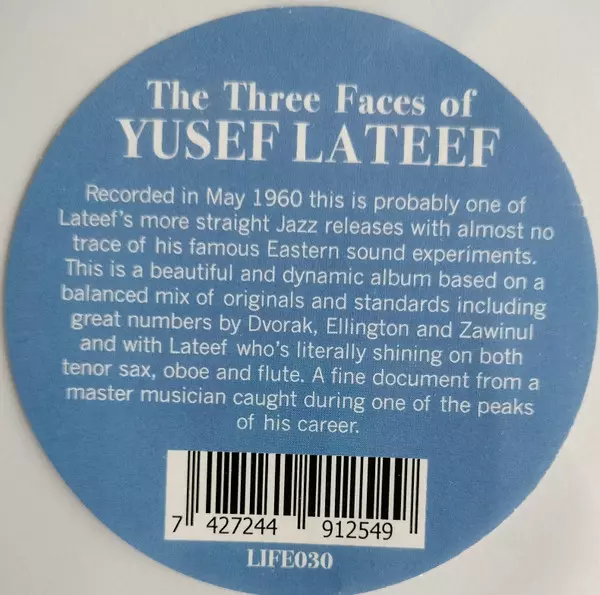 The Three Faces of
YUSEF LATEEF
Recorded in May 1960 this is probably one of
Lateef's more straight Jazz releases with almost no
trace of his famous Eastern sound experiments.
This is a beautiful and dynamic album based on a
balanced mix of originals and standards including
great numbers by Dvorak, Ellington and Zawinul
and with Lateef who's literally shining on both
tenor sax, oboe and flute. A fine document from a
master musician caught during one of the peaks
of his career.
7 427244 912549
LIFE030